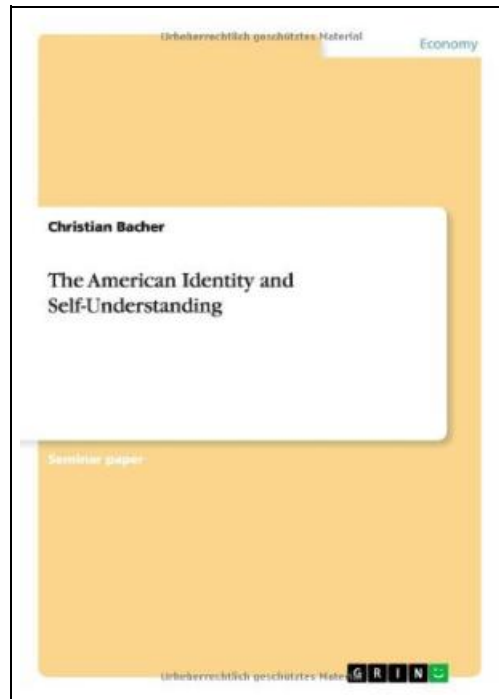 Urheberrechtlich geschütztes Material
Economy
Christian Bacher
The American Identity and
Self-Understanding
Seminar paper
Urheberrechtlich geschütztes Mate
GRIN